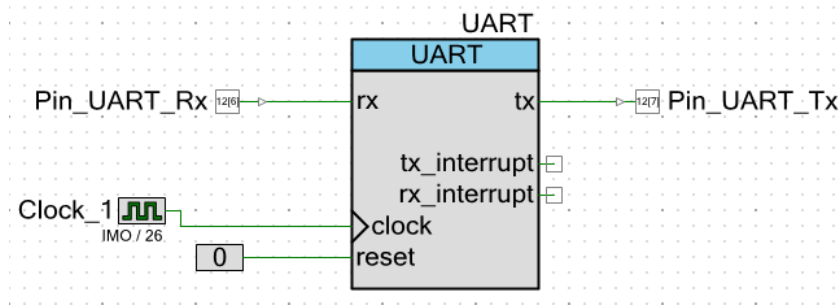 UART
UART
Pin_UART_Rx 12[6] rx tx 12[7] Pin_UART_Tx
tx_interrupt
rx_interrupt
Clock_1
IMO / 26
clock
0 reset